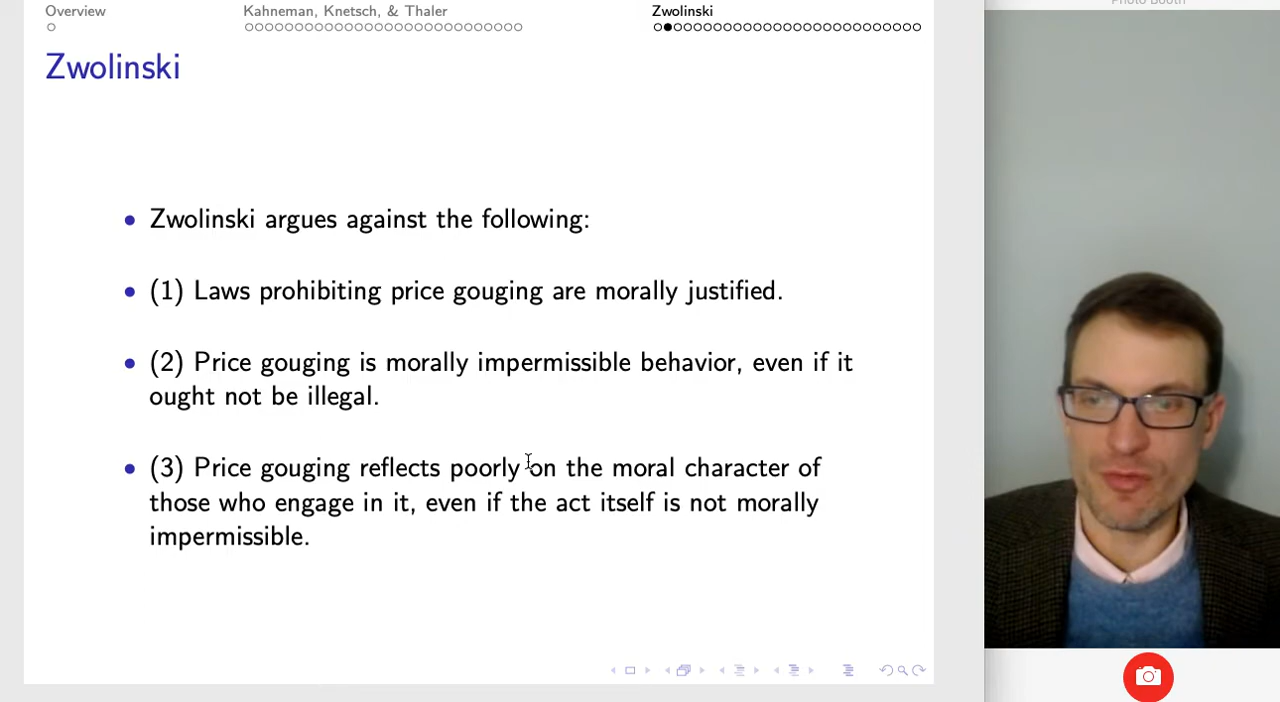 Overview
Kahneman, Knetsch, & Thaler
Zwolinski
Photo Booth
Zwolinski
• Zwolinski argues against the following:
• (1) Laws prohibiting price gouging are morally justified.
• (2) Price gouging is morally impermissible behavior, even if it
ought not be illegal.
• (3) Price gouging reflects poorly on the moral character of
those who engage in it, even if the act itself is not morally
impermissible.